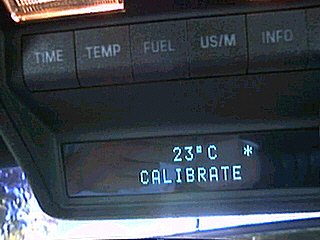 TIME TEMP FUEL US/M INFO
23°C *
CALIBRATE